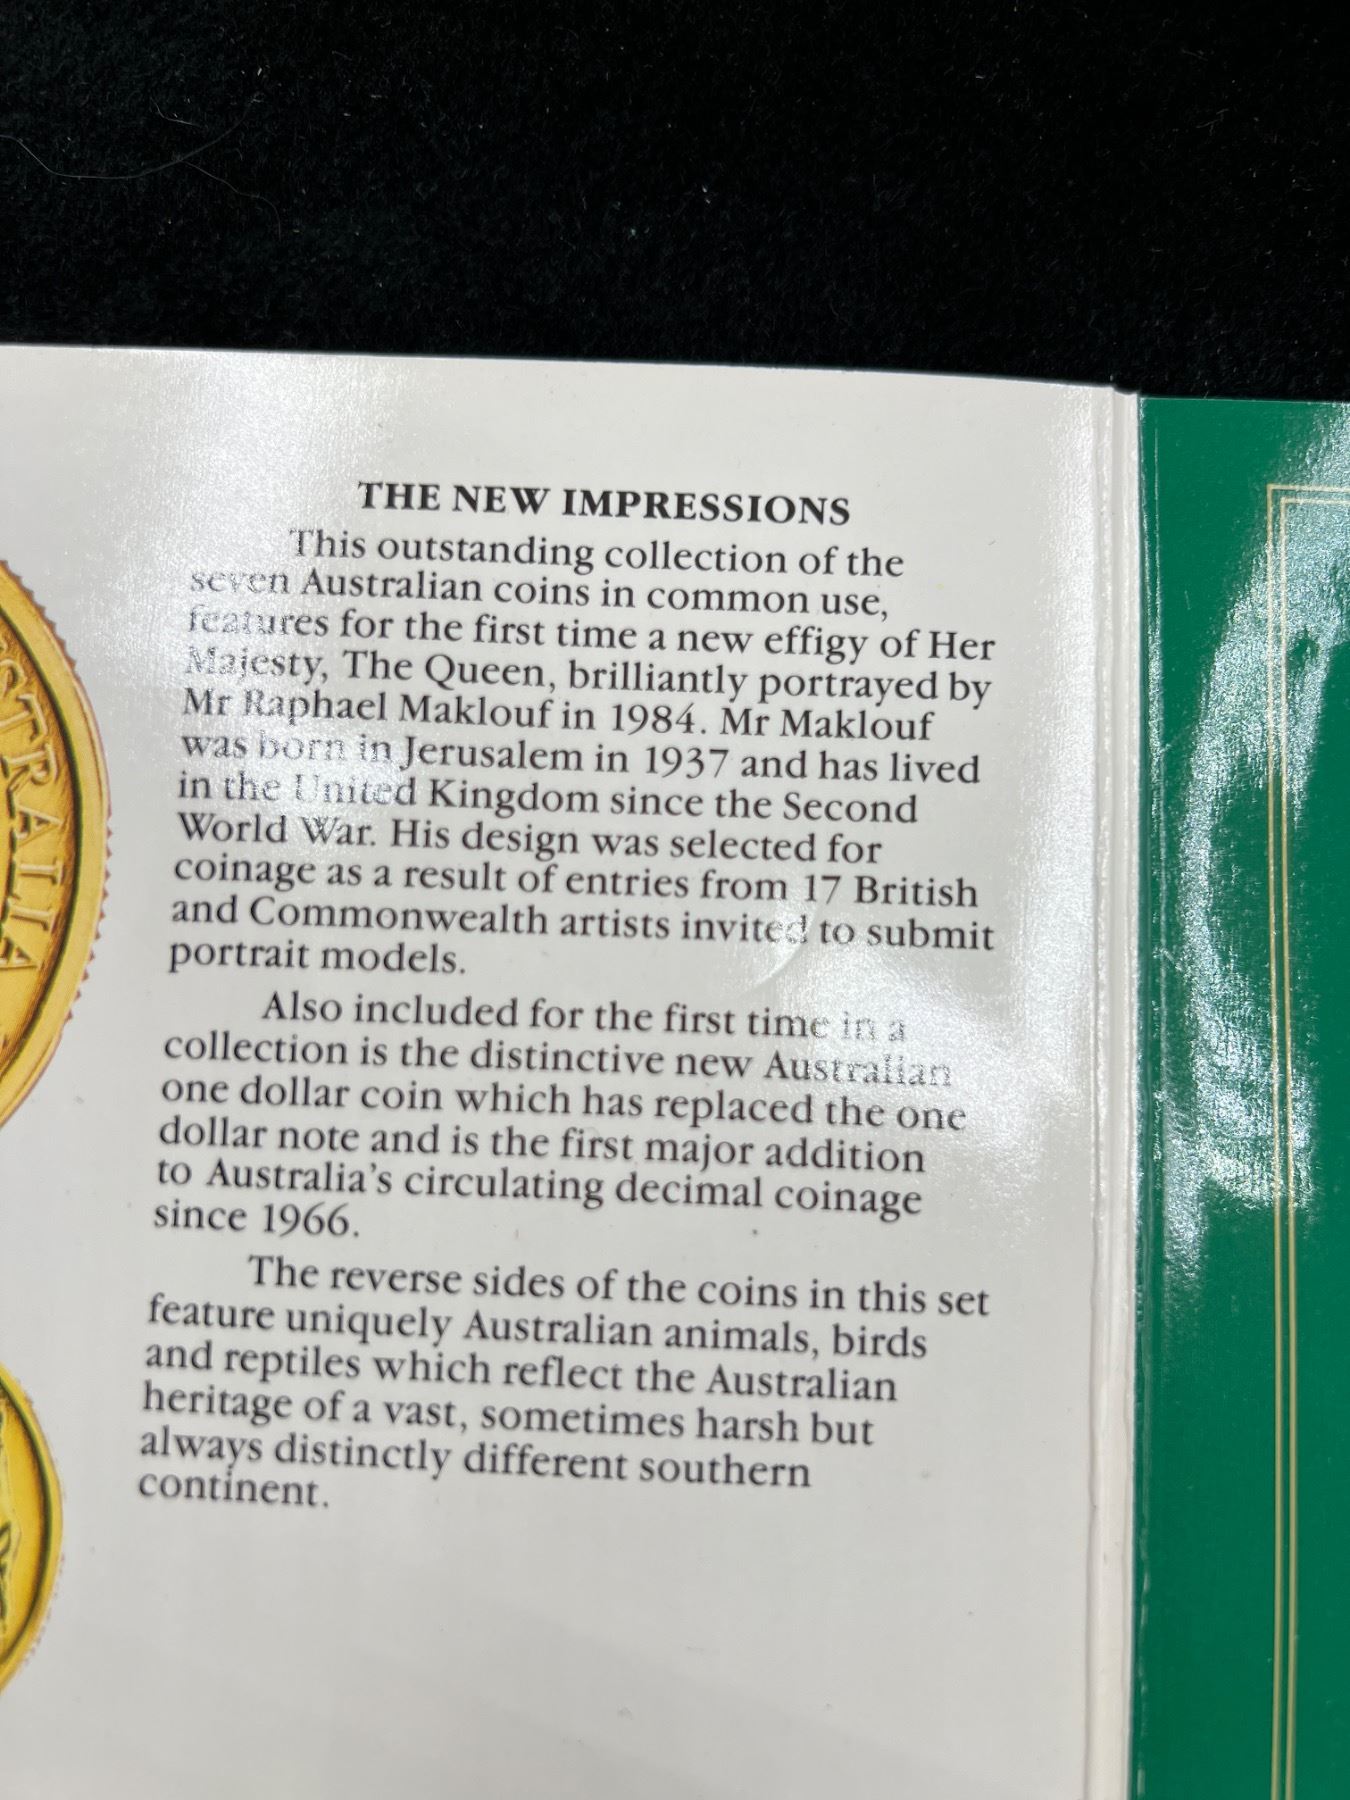 STRALIA
THE NEW IMPRESSIONS
This outstanding collection of the
seven Australian coins in common use,
features for the first time a new effigy of Her
Majesty, The Queen, brilliantly portrayed by
Mr Raphael Maklouf in 1984. Mr Maklouf
was born in Jerusalem in 1937 and has lived
in the United Kingdom since the Second
World War. His design was selected for
coinage as a result of entries from 17 British
and Commonwealth artists invited to submit
portrait models.
Also included for the first time in a
collection is the distinctive new Australian
one dollar coin which has replaced the one
dollar note and is the first major addition
to Australia's circulating decimal coinage
since 1966.
The reverse sides of the coins in this set
feature uniquely Australian animals, birds
and reptiles which reflect the Australian
heritage of a vast, sometimes harsh but
always distinctly different southern
continent.